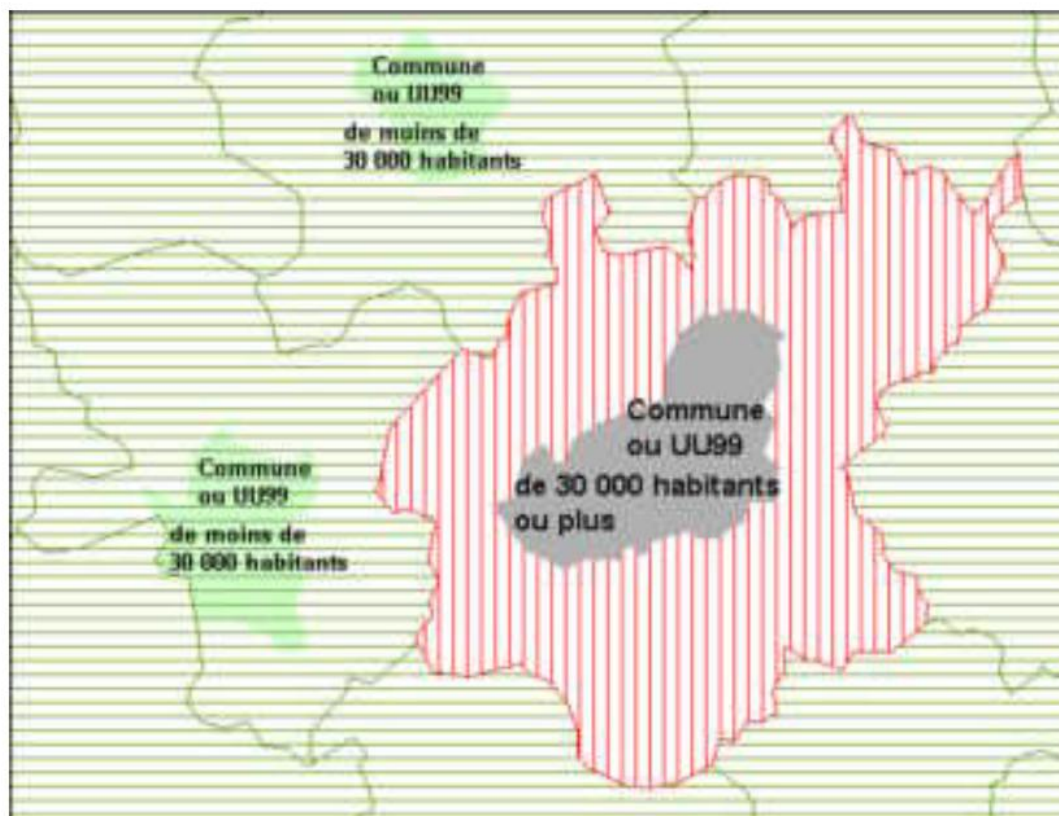 Commune
ou UU99
de moins de
30 000 habitants
Commune
ou UU99
de 30 000 habitants
ou plus
Commune
ou UU99
de moins de
30 000 habitants